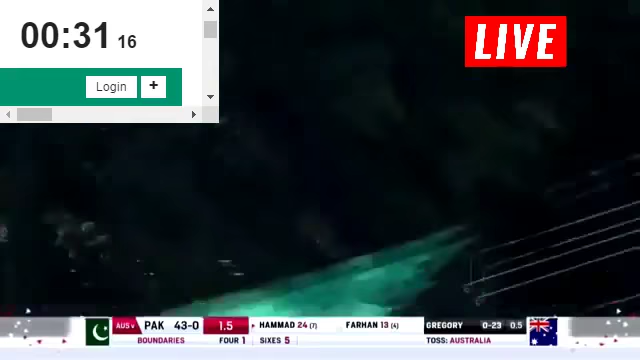 00:31 16
LIVE
Login +
AUS v PAK 43-0 1.5 HAMMAD 24 (7) FARHAN 13 (4) GREGORY 0-23 0.5
BOUNDARIES FOUR 1 SIXES 5 TOSS: AUSTRALIA